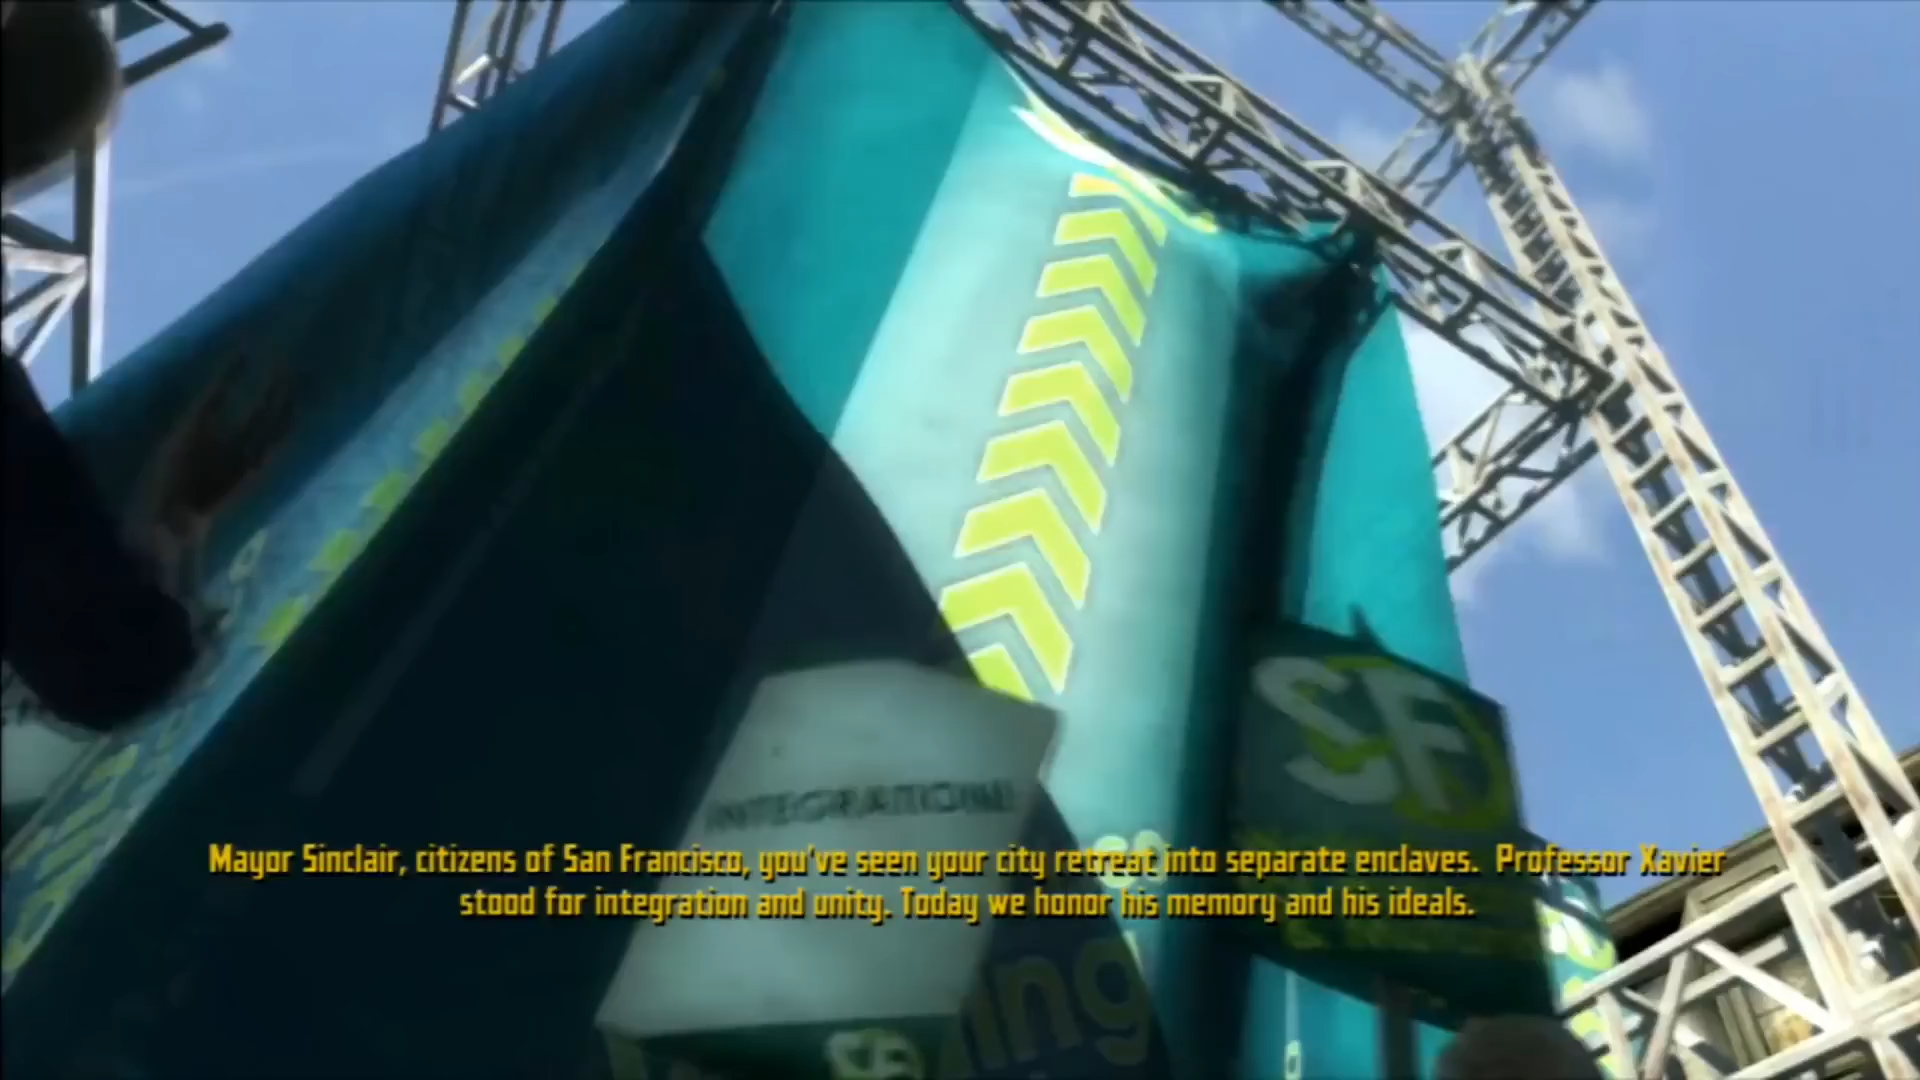 SF
INTEGRATION!
Mayor Sinclair, citizens of San Francisco, you've seen your city retreat into separate enclaves. Professor Xavier
stood for integration and unity. Today we honor his memory and his ideals.
ing